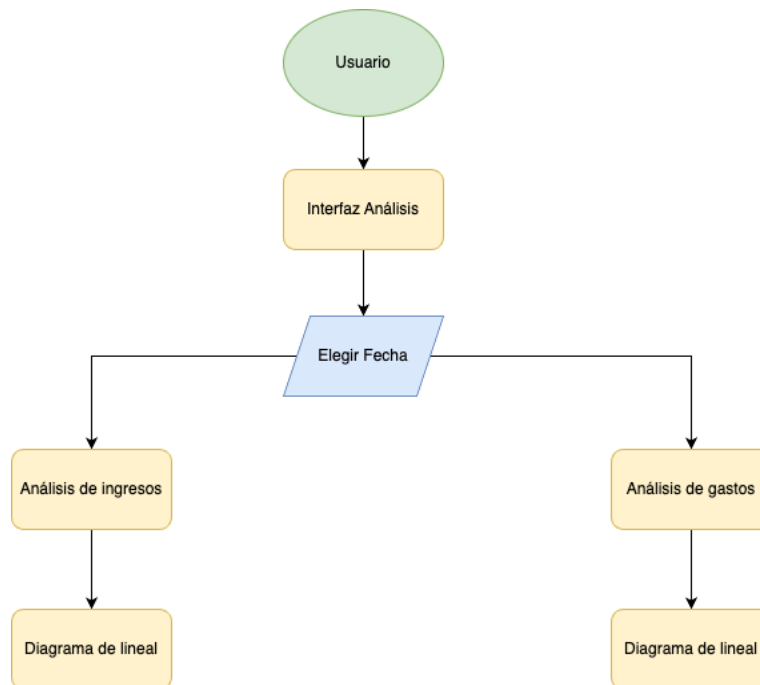 Usuario
Interfaz Análisis
Elegir Fecha
Análisis de ingresos
Análisis de gastos
Diagrama de lineal
Diagrama de lineal